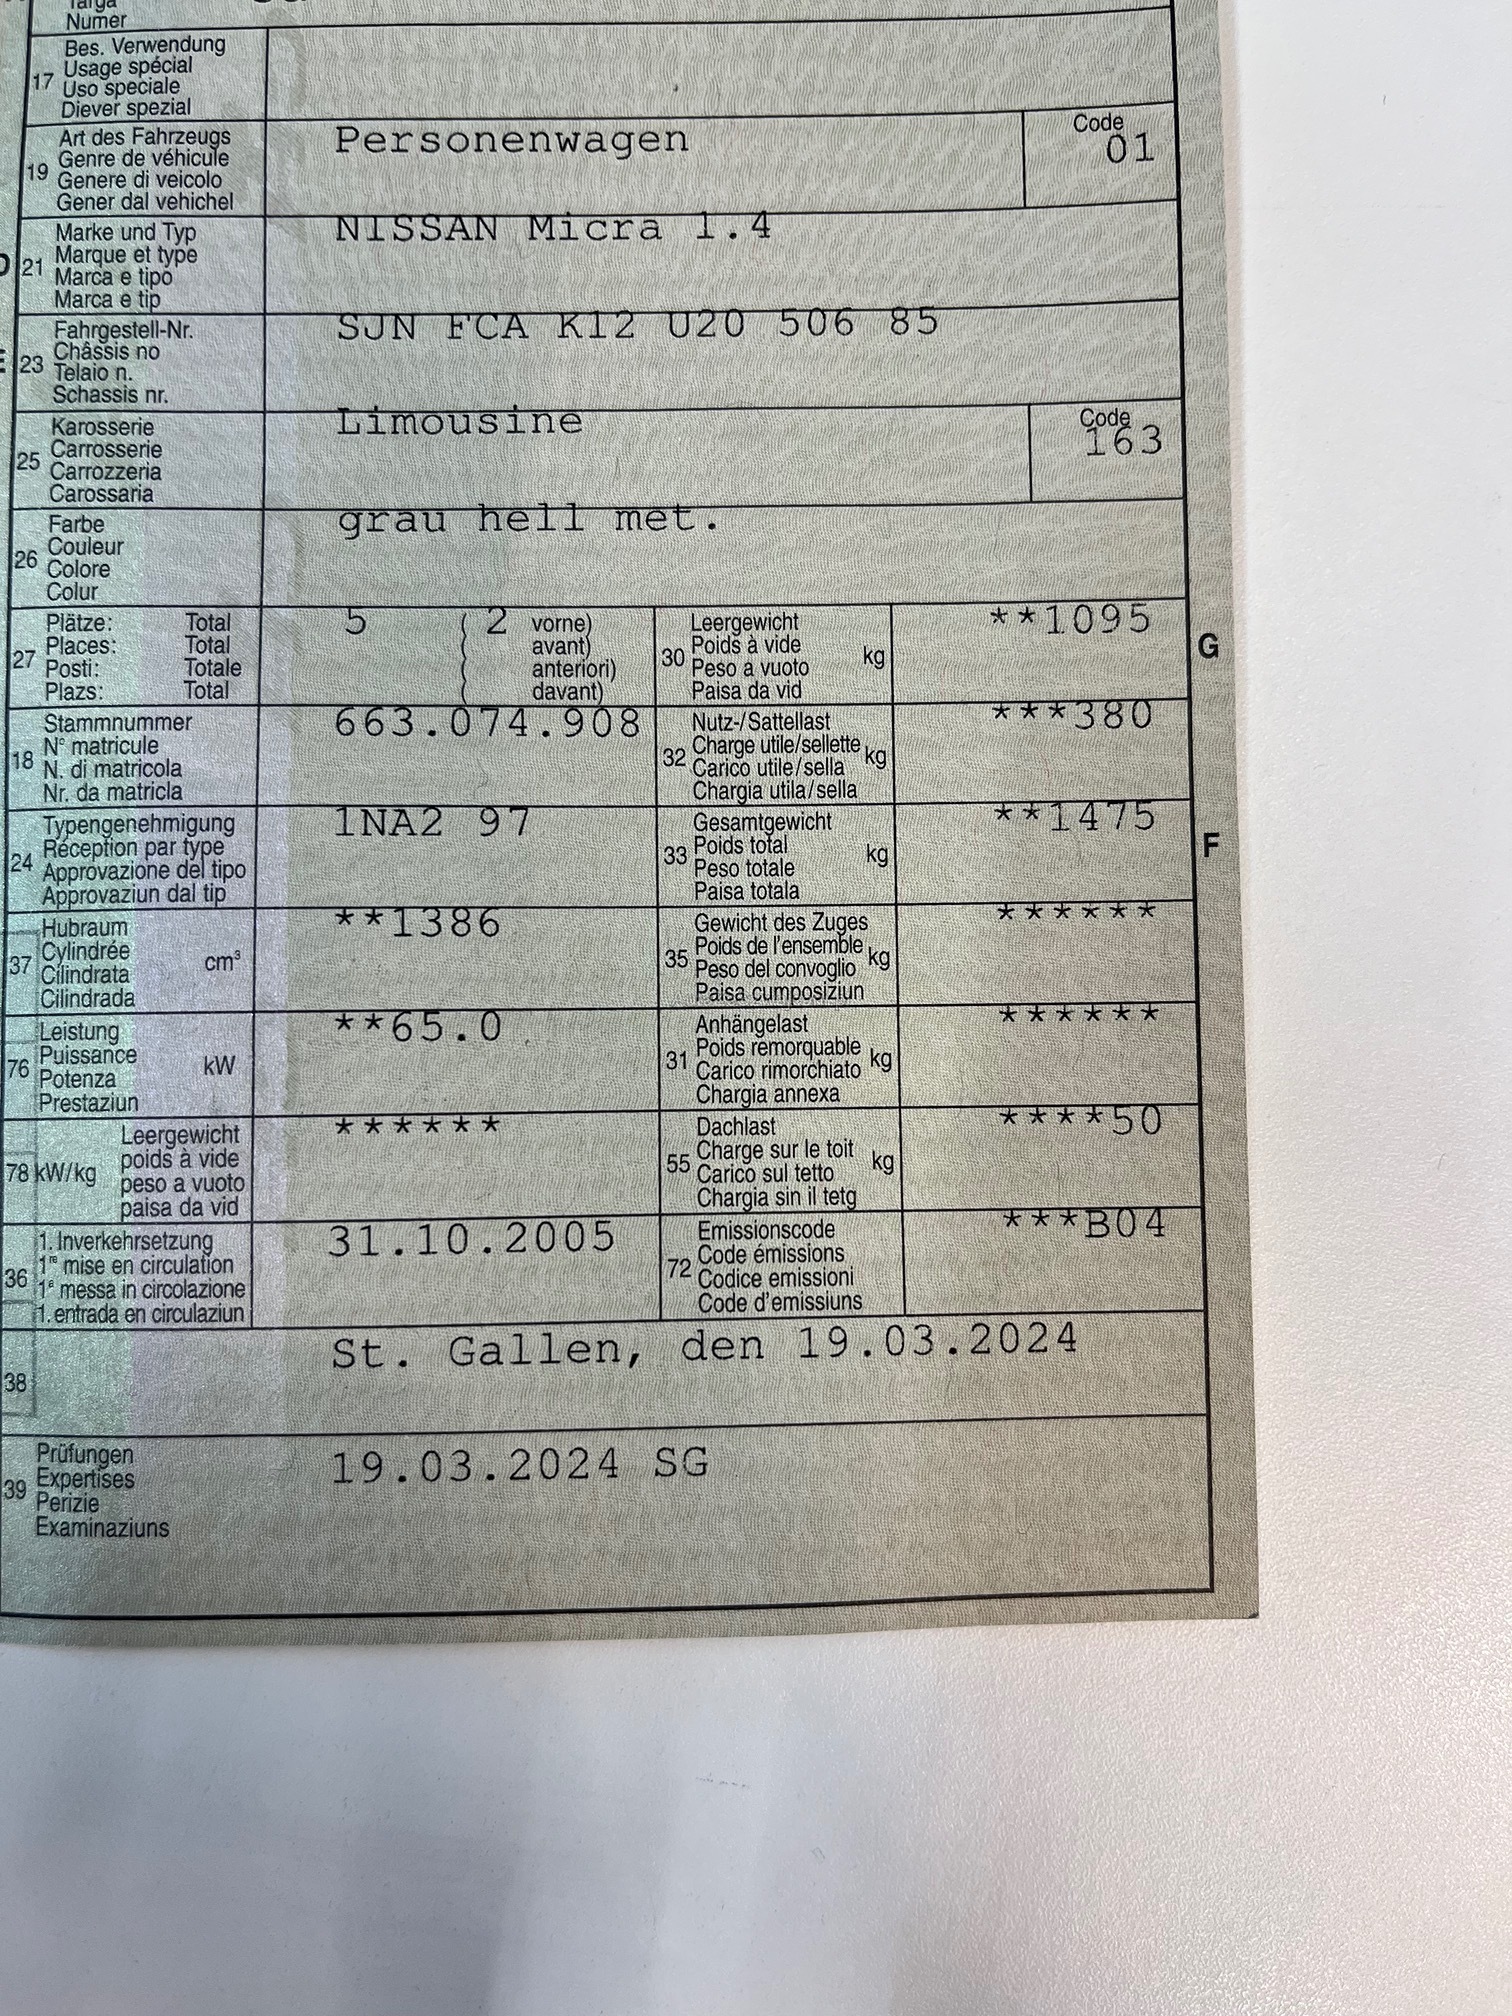 Targa
Numer
17
Bes. Verwendung
Usage spécial
Uso speciale
Diever spezial
19
Art des Fahrzeugs
Genre de véhicule
Genere di veicolo
Gener dal vehichel
Personenwagen
Code
01
21
Marke und Typ
Marque et type
Marca e tipo
Marca e tip
NISSAN Micra 1.4
23
Fahrgestell-Nr.
Châssis no
Telaio n.
Schassis nr.
SJN FCA K12 U20 506 85
25
Karosserie
Carrosserie
Carrozzeria
Carossaria
Limousine
Code
163
26
Farbe
Couleur
Colore
Colur
grau hell met.
27
Plätze: Total
Places: Total
Posti: Totale
Plazs: Total
5 ( 2 vorne)
( avant)
( anteriori)
( davant)
30
Leergewicht
Poids à vide
Peso a vuoto
Paisa da vid
kg
**1095
G
18
Stammnummer
N° matricule
N. di matricola
Nr. da matricla
663.074.908
32
Nutz-/Sattellast
Charge utile/sellette
Carico utile/sella
Chargia utila/sella
kg
***380
24
Typengenehmigung
Réception par type
Approvazione del tipo
Approvaziun dal tip
1NA2 97
33
Gesamtgewicht
Poids total
Peso totale
Paisa totala
kg
**1475
F
37
Hubraum
Cylindrée
Cilindrata
Cilindrada
cm³
**1386
35
Gewicht des Zuges
Poids de l'ensemble
Peso del convoglio
Paisa cumposiziun
kg
******
76
Leistung
Puissance
Potenza
Prestaziun
kW
**65.0
31
Anhängelast
Poids remorquable
Carico rimorchiato
Chargia annexa
kg
******
78 kW/kg
Leergewicht
poids à vide
peso a vuoto
paisa da vid
******
55
Dachlast
Charge sur le toit
Carico sul tetto
Chargia sin il tetg
kg
****50
36
1. Inverkehrsetzung
1re mise en circulation
1a messa in circolazione
1. entrada en circulaziun
31.10.2005
72
Emissionscode
Code émissions
Codice emissioni
Code d'emissiuns
***B04
38
St. Gallen, den 19.03.2024
39
Prüfungen
Expertises
Perizie
Examinaziuns
19.03.2024 SG